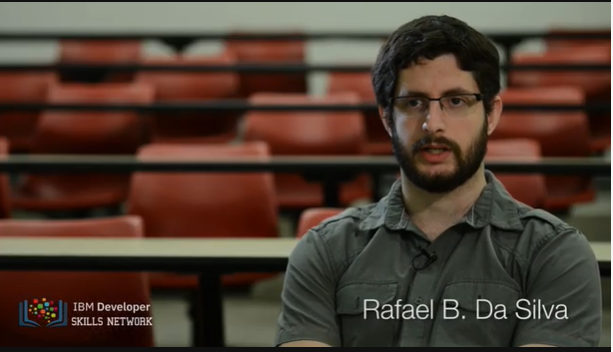 IBM Developer
SKILLS NETWORK
Rafael B. Da Silva